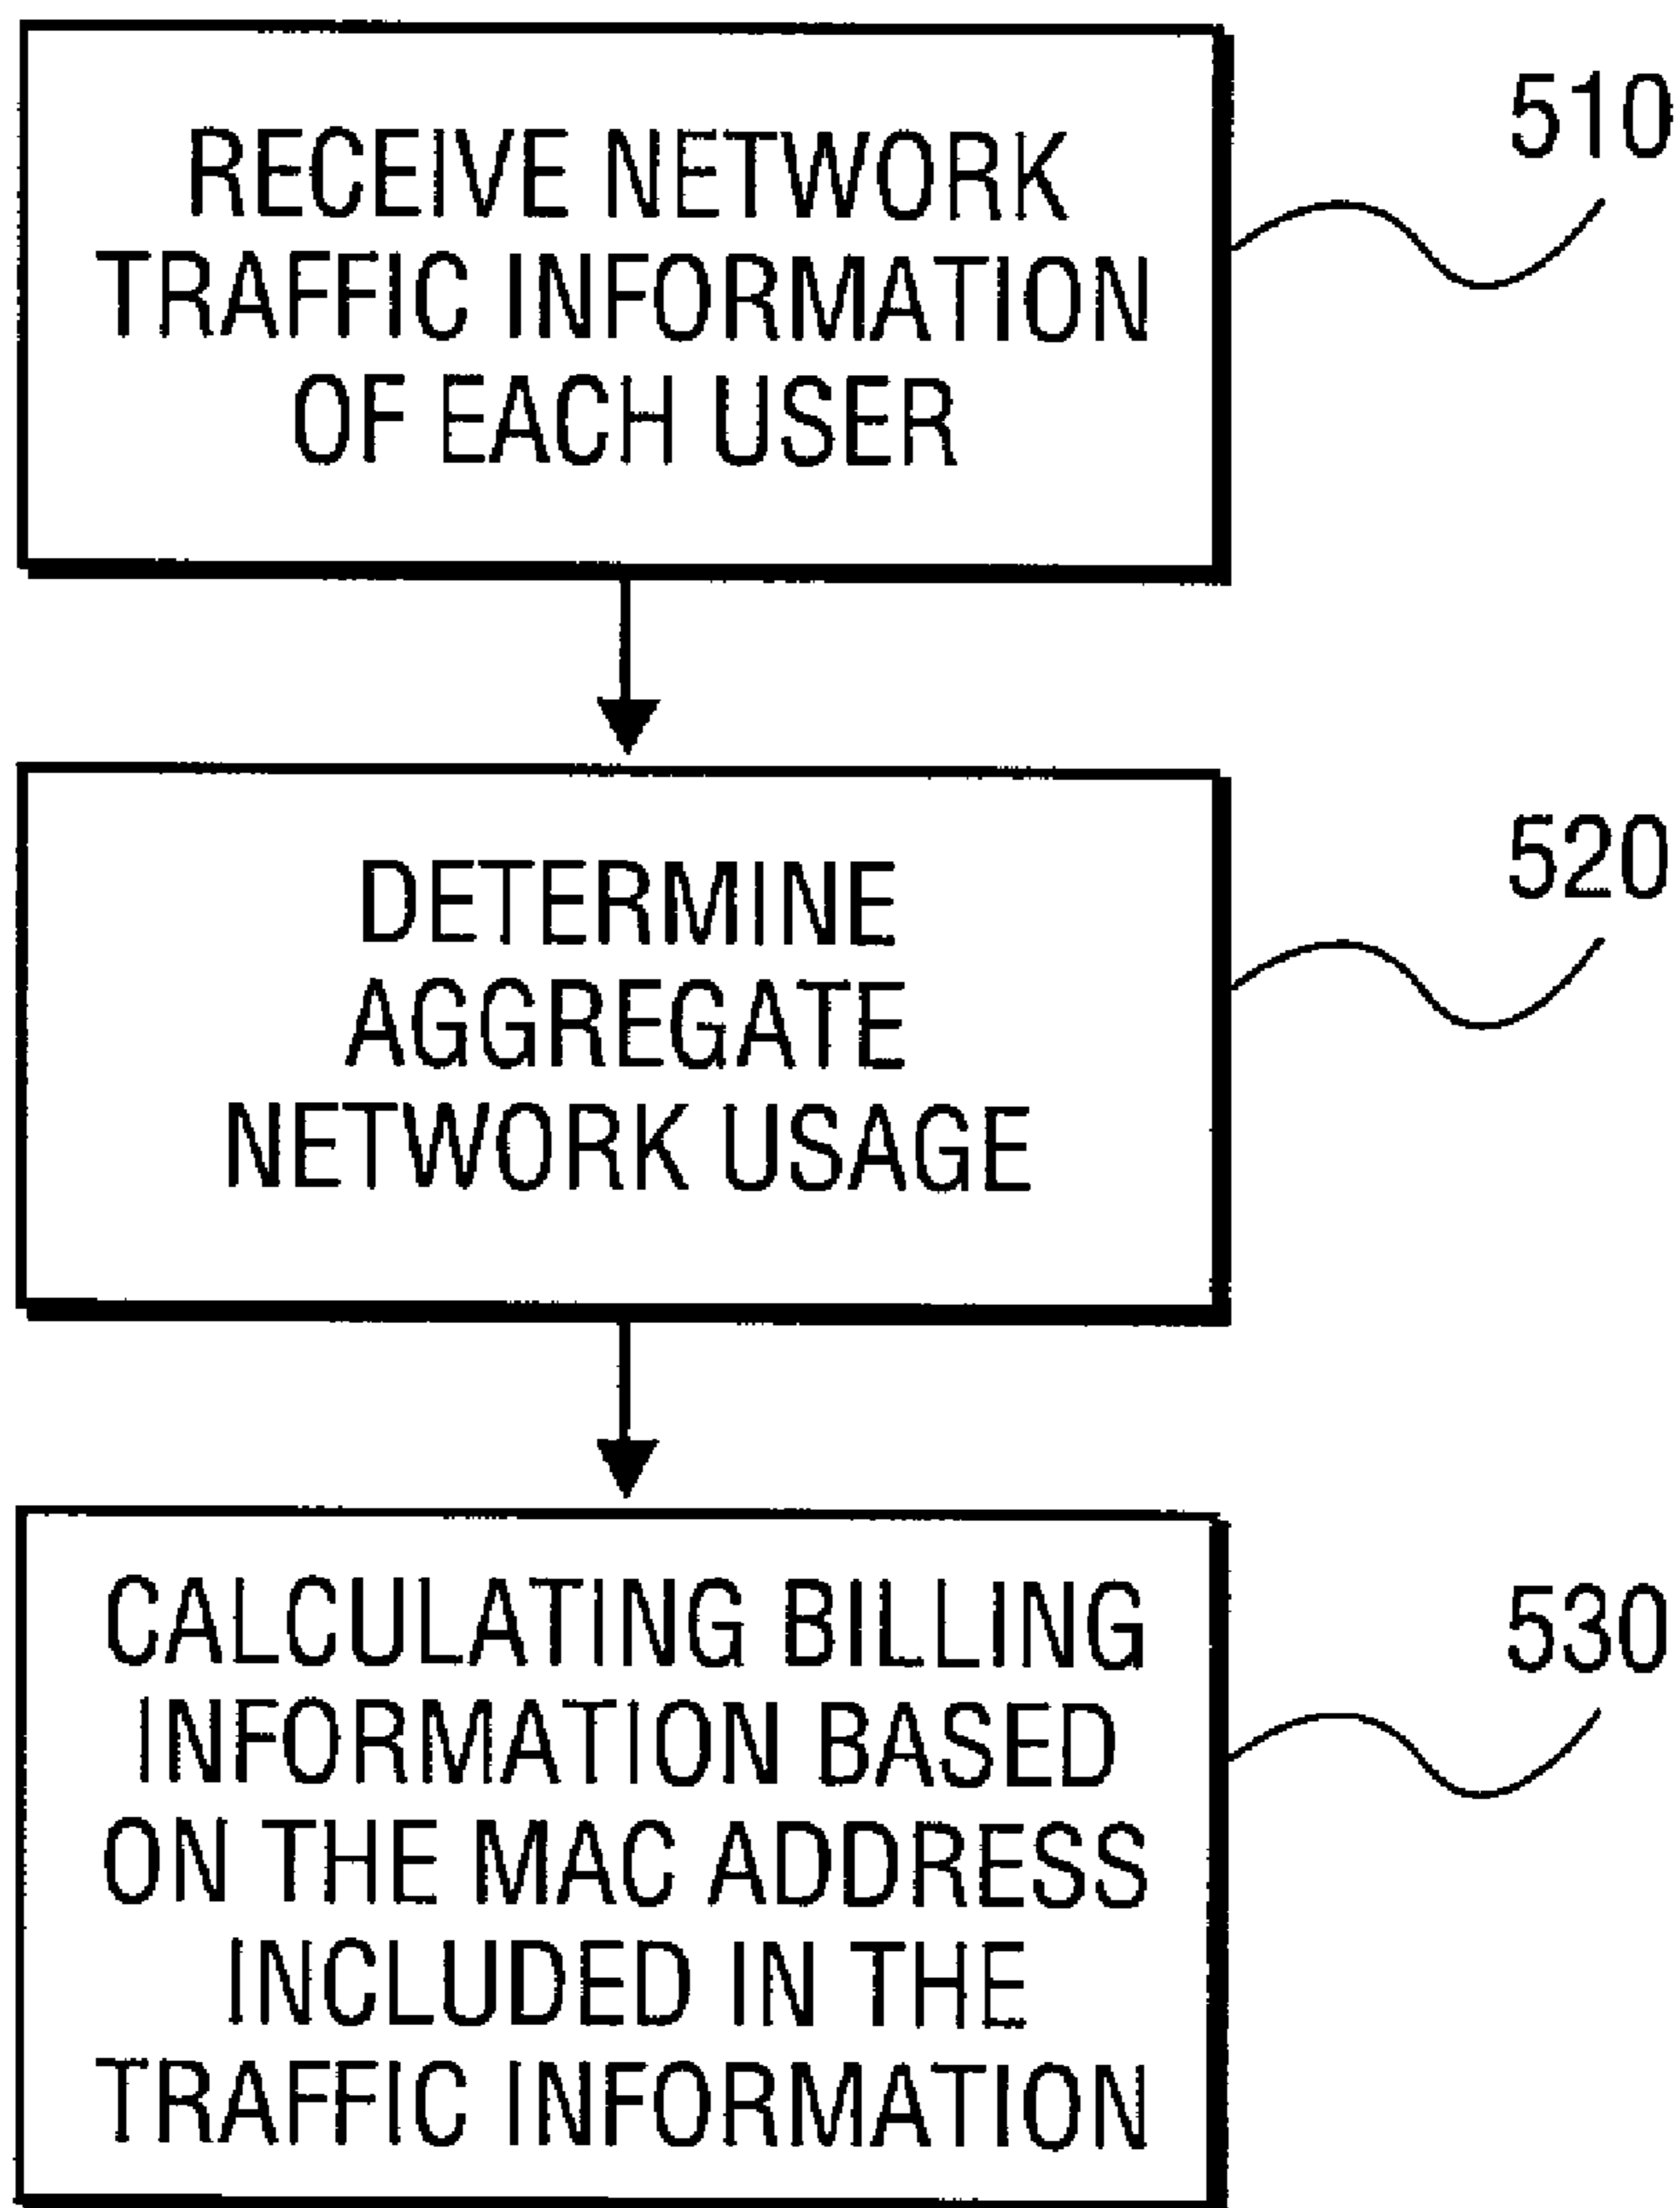 RECEIVE NETWORK
TRAFFIC INFORMATION
OF EACH USER
510
DETERMINE
AGGREGATE
NETWORK USAGE
520
CALCULATING BILLING
INFORMATION BASED
ON THE MAC ADDRESS
INCLUDED IN THE
TRAFFIC INFORMATION
530